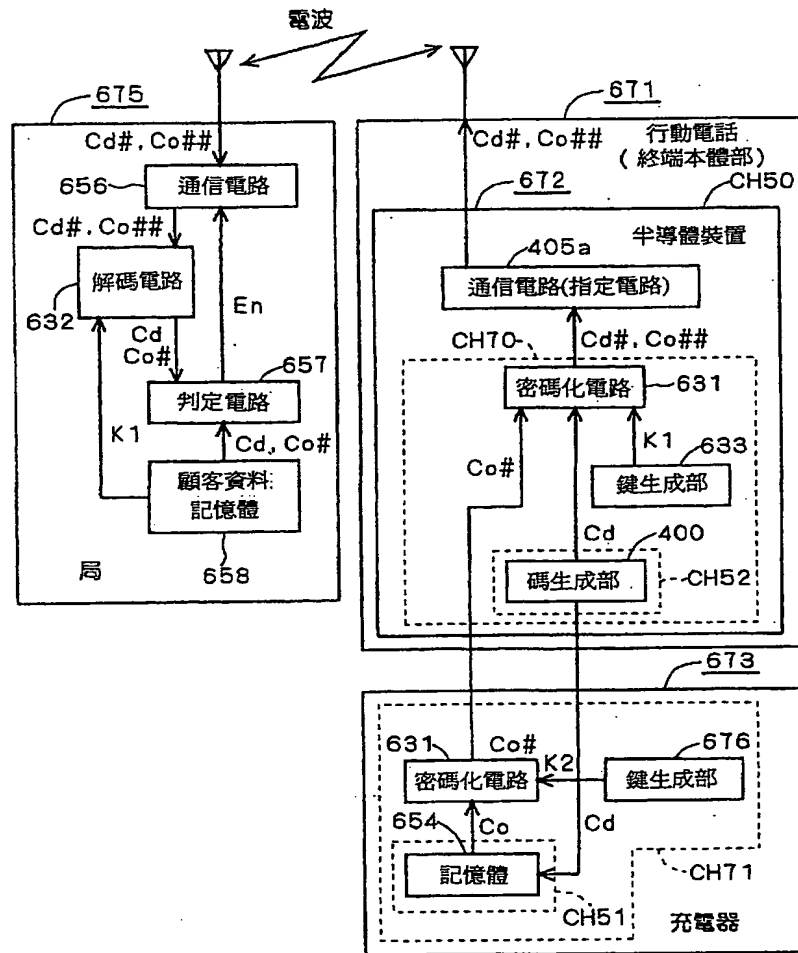 電波
675
Cd#, Co##
656
通信電路
Cd#, Co##
解碼電路
632
Cd
Co#
En
657
判定電路
K1
Cd、Co#
顧客資料
記憶體
局
658
671
行動電話
(終端本體部)
Cd#, Co##
672
CH50
半導體裝置
405a
通信電路(指定電路)
CH70
Cd#, Co##
密碼化電路
631
K1
633
Co#
鍵生成部
Cd
400
碼生成部
CH52
673
631
Co#
676
密碼化電路
K2
鍵生成部
654
Co
Cd
記憶體
CH71
CH51
充電器